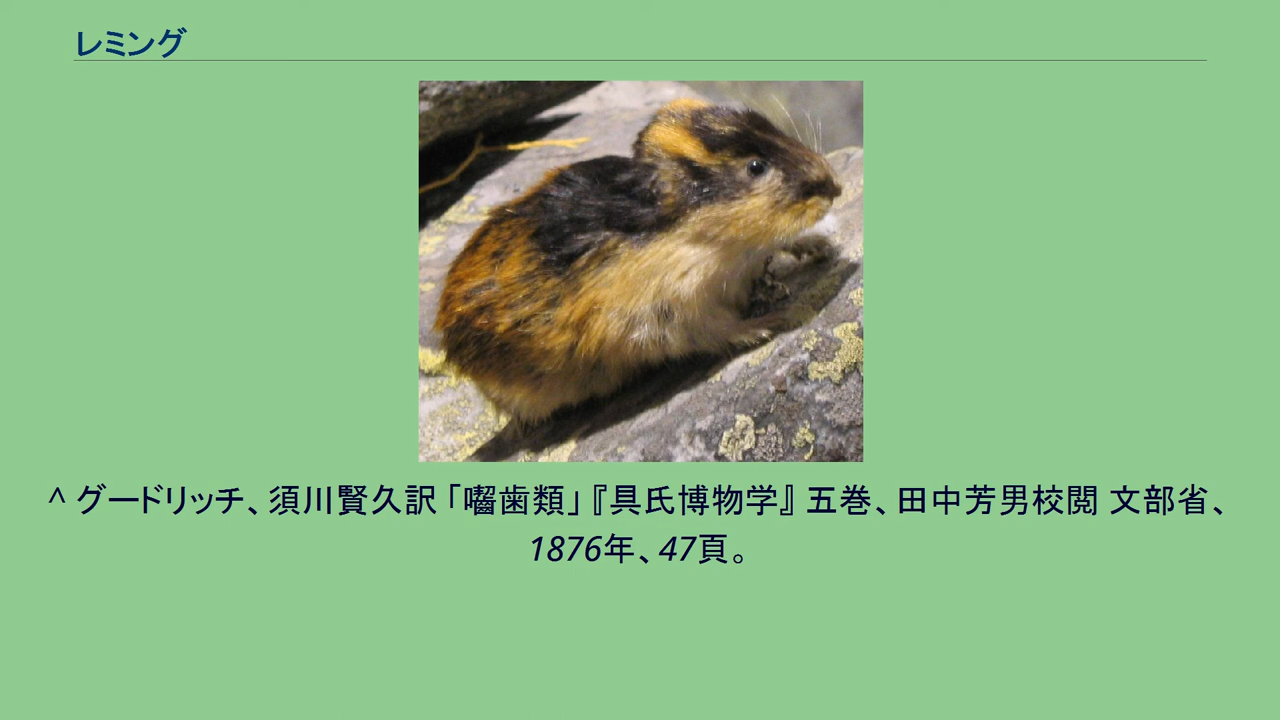 レミング
^ グードリッチ、須川賢久訳「囓歯類」『具氏博物学』 五巻、田中芳男校閲 文部省、
1876年、47頁。